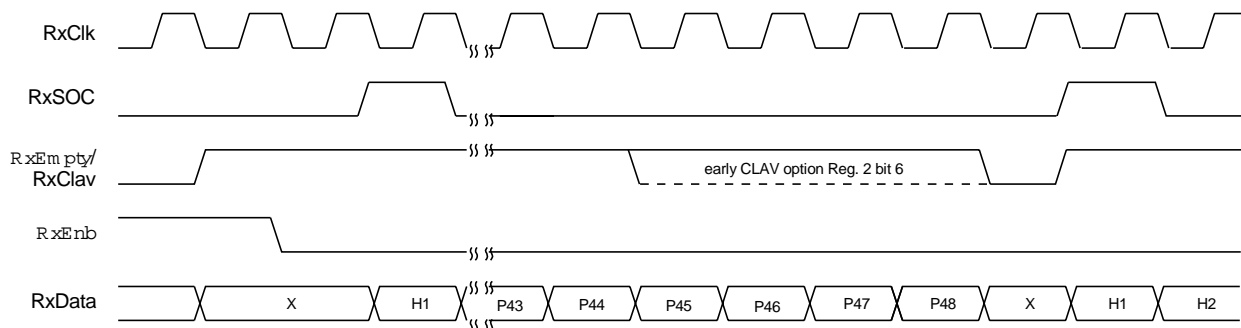 RxClk
RxSOC
RxEmpty/
RxClav
early CLAV option Reg. 2 bit 6
RxEnb
RxData
X
H1
P43
P44
P45
P46
P47
P48
X
H1
H2